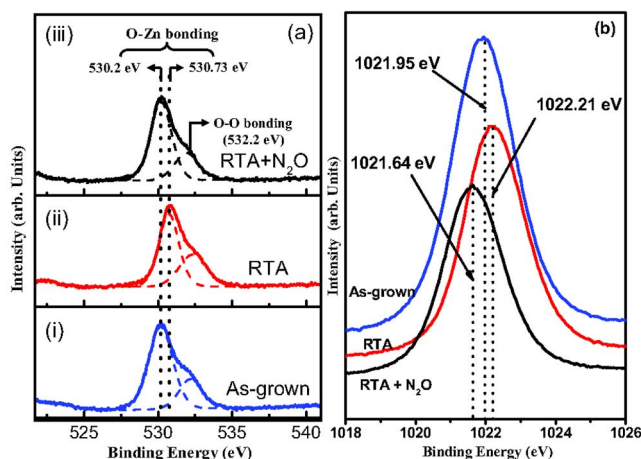 (iii)
O-Zn bonding
(a)
530.2 eV
530.73 eV
O-O bonding
(532.2 eV)
RTA+N₂O
(ii)
RTA
(i)
As-grown
Intensity (arb. Units)
525 530 535 540
Binding Energy (eV)
(b)
1021.95 eV
1022.21 eV
1021.64 eV
As-grown
RTA
RTA + N₂O
Intensity (arb. Units)
1018 1020 1022 1024 1026
Binding Energy (eV)